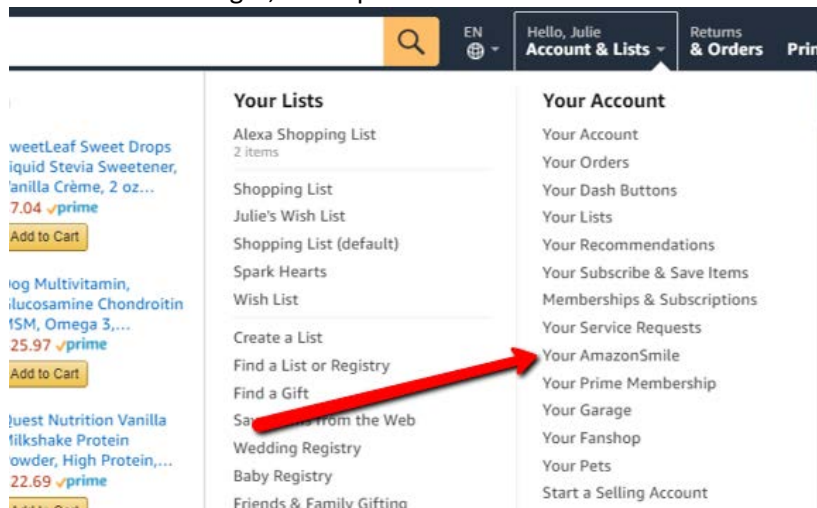 EN
Hello, Julie
Account & Lists
Returns
& Orders
Prin
weetLeaf Sweet Drops
iquid Stevia Sweetener,
anilla Crème, 2 oz...
7.04 prime
Add to Cart
og Multivitamin,
lucosamine Chondroitin
MSM, Omega 3,...
25.97 prime
Add to Cart
uest Nutrition Vanilla
ilkshake Protein
owder, High Protein,...
22.69 prime
Your Lists
Alexa Shopping List
2 items
Shopping List
Julie's Wish List
Shopping List (default)
Spark Hearts
Wish List
Create a List
Find a List or Registry
Find a Gift
from the Web
Wedding Registry
Baby Registry
Friends & Family Gifting
Your Account
Your Account
Your Orders
Your Dash Buttons
Your Lists
Your Recommendations
Your Subscribe & Save Items
Memberships & Subscriptions
Your Service Requests
Your AmazonSmile
Your Prime Membership
Your Garage
Your Fanshop
Your Pets
Start a Selling Account